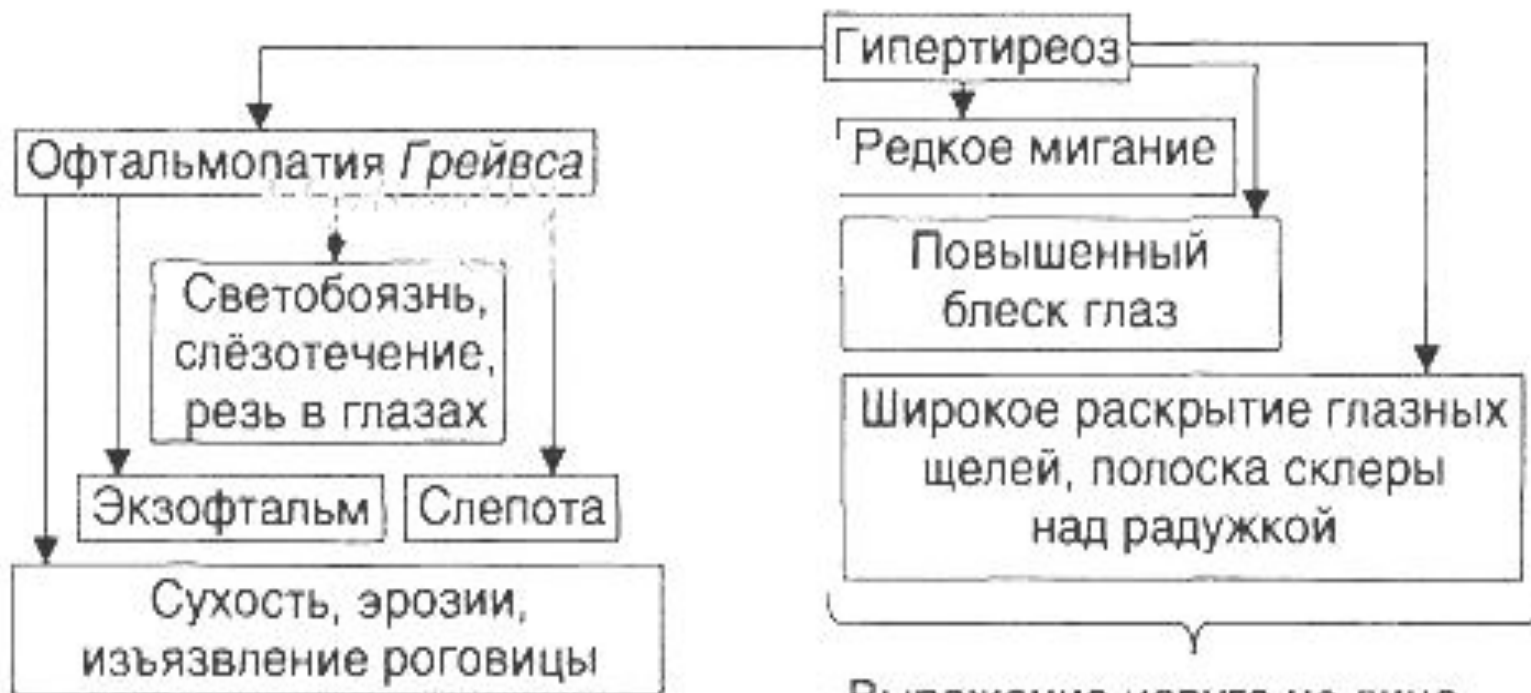 Гипертиреоз
Офтальмопатия Грейвса
Редкое мигание
Повышенный
блеск глаз
Светобоязнь,
слёзотечение,
резь в глазах
Широкое раскрытие глазных
щелей, полоска склеры
над радужкой
Экзофтальм
Слепота
Сухость, эрозии,
изъязвление роговицы